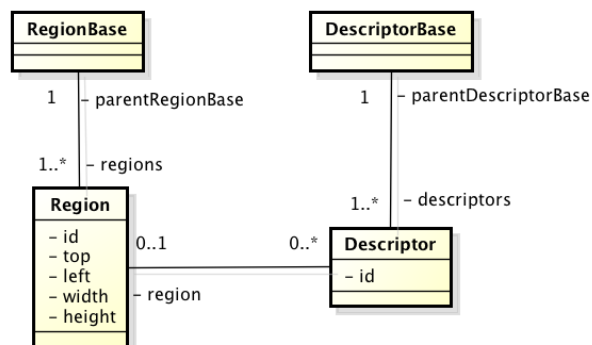 RegionBase
DescriptorBase
1
- parentRegionBase
1
- parentDescriptorBase
1..*
- regions
1..*
- descriptors
Region
- id
- top
- left
- width
- height
0..1
0..*
- region
Descriptor
- id